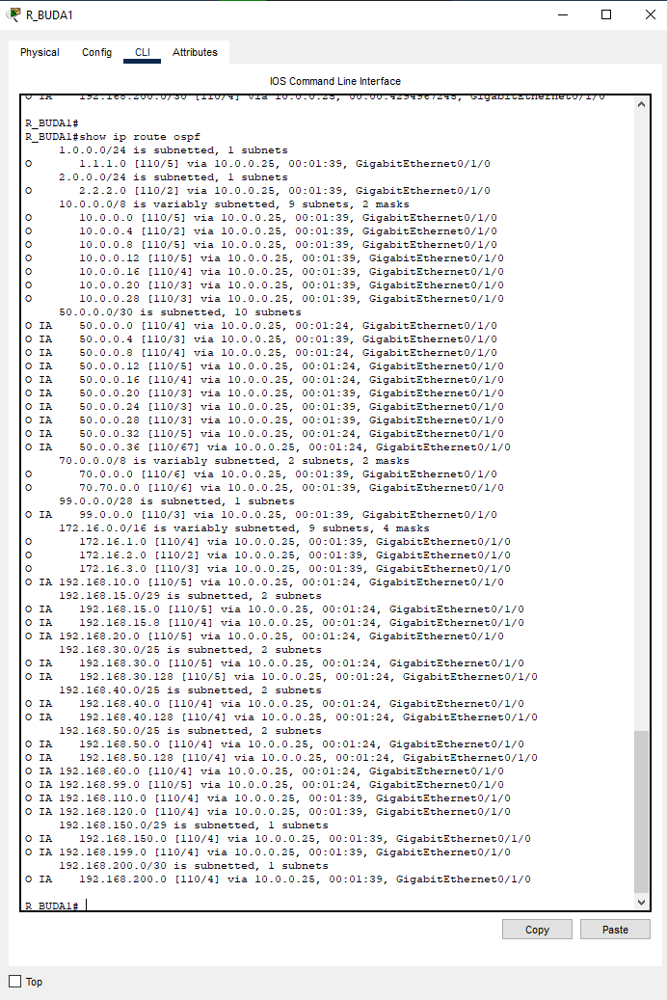 R_BUDA1
Physical Config CLI Attributes
IOS Command Line Interface
O IA 192.168.200.0/30 [110/4] via 10.0.0.25, 00:00:4294967245, GigabitEthernet0/1/0
R_BUDA1#
R_BUDA1#show ip route ospf
1.0.0.0/24 is subnetted, 1 subnets
O 1.1.1.0 [110/5] via 10.0.0.25, 00:01:39, GigabitEthernet0/1/0
2.0.0.0/24 is subnetted, 1 subnets
O 2.2.2.0 [110/2] via 10.0.0.25, 00:01:39, GigabitEthernet0/1/0
10.0.0.0/8 is variably subnetted, 9 subnets, 2 masks
O 10.0.0.0 [110/5] via 10.0.0.25, 00:01:39, GigabitEthernet0/1/0
O 10.0.0.4 [110/2] via 10.0.0.25, 00:01:39, GigabitEthernet0/1/0
O 10.0.0.8 [110/5] via 10.0.0.25, 00:01:39, GigabitEthernet0/1/0
O 10.0.0.12 [110/5] via 10.0.0.25, 00:01:39, GigabitEthernet0/1/0
O 10.0.0.16 [110/4] via 10.0.0.25, 00:01:39, GigabitEthernet0/1/0
O 10.0.0.20 [110/3] via 10.0.0.25, 00:01:39, GigabitEthernet0/1/0
O 10.0.0.28 [110/3] via 10.0.0.25, 00:01:39, GigabitEthernet0/1/0
50.0.0.0/30 is subnetted, 10 subnets
O IA 50.0.0.0 [110/4] via 10.0.0.25, 00:01:24, GigabitEthernet0/1/0
O IA 50.0.0.4 [110/3] via 10.0.0.25, 00:01:39, GigabitEthernet0/1/0
O IA 50.0.0.8 [110/4] via 10.0.0.25, 00:01:24, GigabitEthernet0/1/0
O IA 50.0.0.12 [110/5] via 10.0.0.25, 00:01:24, GigabitEthernet0/1/0
O IA 50.0.0.16 [110/4] via 10.0.0.25, 00:01:24, GigabitEthernet0/1/0
O IA 50.0.0.20 [110/3] via 10.0.0.25, 00:01:39, GigabitEthernet0/1/0
O IA 50.0.0.24 [110/3] via 10.0.0.25, 00:01:39, GigabitEthernet0/1/0
O IA 50.0.0.28 [110/3] via 10.0.0.25, 00:01:39, GigabitEthernet0/1/0
O IA 50.0.0.32 [110/5] via 10.0.0.25, 00:01:24, GigabitEthernet0/1/0
O IA 50.0.0.36 [110/67] via 10.0.0.25, 00:01:24, GigabitEthernet0/1/0
70.0.0.0/8 is variably subnetted, 2 subnets, 2 masks
O 70.0.0.0 [110/6] via 10.0.0.25, 00:01:39, GigabitEthernet0/1/0
O 70.70.0.0 [110/6] via 10.0.0.25, 00:01:39, GigabitEthernet0/1/0
99.0.0.0/28 is subnetted, 1 subnets
O IA 99.0.0.0 [110/3] via 10.0.0.25, 00:01:39, GigabitEthernet0/1/0
172.16.0.0/16 is variably subnetted, 9 subnets, 4 masks
O 172.16.1.0 [110/4] via 10.0.0.25, 00:01:39, GigabitEthernet0/1/0
O 172.16.2.0 [110/2] via 10.0.0.25, 00:01:39, GigabitEthernet0/1/0
O 172.16.3.0 [110/3] via 10.0.0.25, 00:01:39, GigabitEthernet0/1/0
O IA 192.168.10.0 [110/5] via 10.0.0.25, 00:01:24, GigabitEthernet0/1/0
192.168.15.0/29 is subnetted, 2 subnets
O IA 192.168.15.0 [110/5] via 10.0.0.25, 00:01:24, GigabitEthernet0/1/0
O IA 192.168.15.8 [110/4] via 10.0.0.25, 00:01:24, GigabitEthernet0/1/0
O IA 192.168.20.0 [110/5] via 10.0.0.25, 00:01:24, GigabitEthernet0/1/0
192.168.30.0/25 is subnetted, 2 subnets
O IA 192.168.30.0 [110/5] via 10.0.0.25, 00:01:24, GigabitEthernet0/1/0
O IA 192.168.30.128 [110/5] via 10.0.0.25, 00:01:24, GigabitEthernet0/1/0
192.168.40.0/25 is subnetted, 2 subnets
O IA 192.168.40.0 [110/4] via 10.0.0.25, 00:01:24, GigabitEthernet0/1/0
O IA 192.168.40.128 [110/4] via 10.0.0.25, 00:01:24, GigabitEthernet0/1/0
192.168.50.0/25 is subnetted, 2 subnets
O IA 192.168.50.0 [110/4] via 10.0.0.25, 00:01:24, GigabitEthernet0/1/0
O IA 192.168.50.128 [110/4] via 10.0.0.25, 00:01:24, GigabitEthernet0/1/0
O IA 192.168.60.0 [110/4] via 10.0.0.25, 00:01:24, GigabitEthernet0/1/0
O IA 192.168.99.0 [110/5] via 10.0.0.25, 00:01:24, GigabitEthernet0/1/0
O IA 192.168.110.0 [110/4] via 10.0.0.25, 00:01:39, GigabitEthernet0/1/0
O IA 192.168.120.0 [110/4] via 10.0.0.25, 00:01:39, GigabitEthernet0/1/0
192.168.150.0/29 is subnetted, 1 subnets
O IA 192.168.150.0 [110/4] via 10.0.0.25, 00:01:39, GigabitEthernet0/1/0
O IA 192.168.199.0 [110/4] via 10.0.0.25, 00:01:39, GigabitEthernet0/1/0
192.168.200.0/30 is subnetted, 1 subnets
O IA 192.168.200.0 [110/4] via 10.0.0.25, 00:01:39, GigabitEthernet0/1/0
R_BUDA1#
Copy Paste
Top